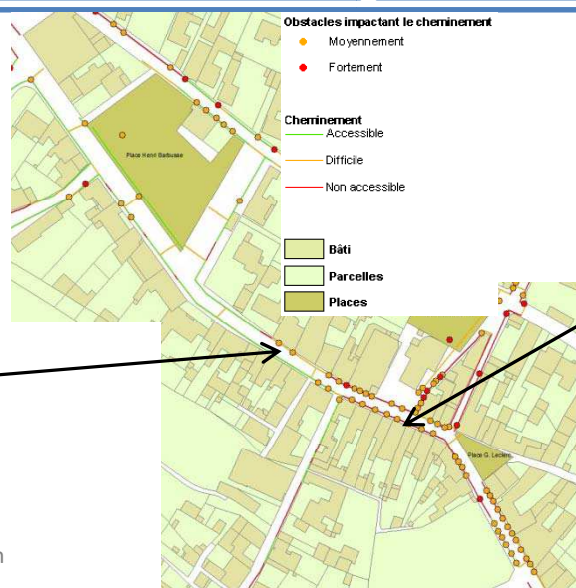 Obstacles impactant le cheminement
Moyennement
Fortement
Cheminement
Accessible
Difficile
Non accessible
Bâti
Parcelles
Places
Place Henri Barbusse
Place G. Leclerc
n